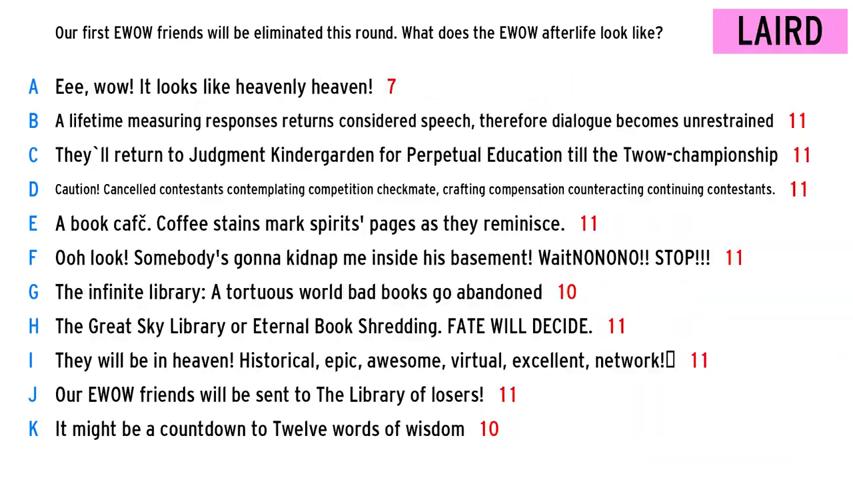 Our first EWOW friends will be eliminated this round. What does the EWOW afterlife look like?
LAIRD
A Eee, wow! It looks like heavenly heaven! 7
B A lifetime measuring responses returns considered speech, therefore dialogue becomes unrestrained 11
C They`ll return to Judgment Kindergarden for Perpetual Education till the Twow-championship 11
D Caution! Cancelled contestants contemplating competition checkmate, crafting compensation counteracting continuing contestants. 11
E A book cafč. Coffee stains mark spirits' pages as they reminisce. 11
F Ooh look! Somebody's gonna kidnap me inside his basement! WaitNONONO!! STOP!!! 11
G The infinite library: A tortuous world bad books go abandoned 10
H The Great Sky Library or Eternal Book Shredding. FATE WILL DECIDE. 11
I They will be in heaven! Historical, epic, awesome, virtual, excellent, network!▯ 11
J Our EWOW friends will be sent to The Library of losers! 11
K It might be a countdown to Twelve words of wisdom 10